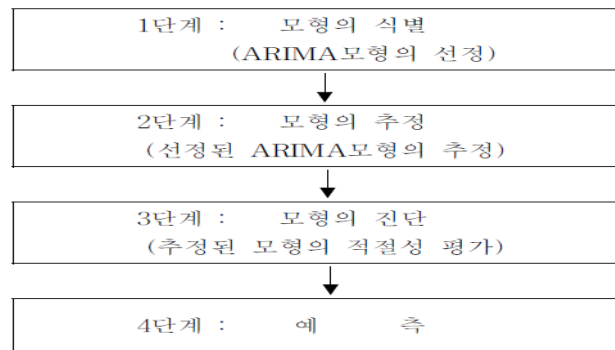 1단계 : 모형의 식별
(ARIMA모형의 선정)
2단계 : 모형의 추정
(선정된 ARIMA모형의 추정)
3단계 : 모형의 진단
(추정된 모형의 적절성 평가)
4단계 : 예 측